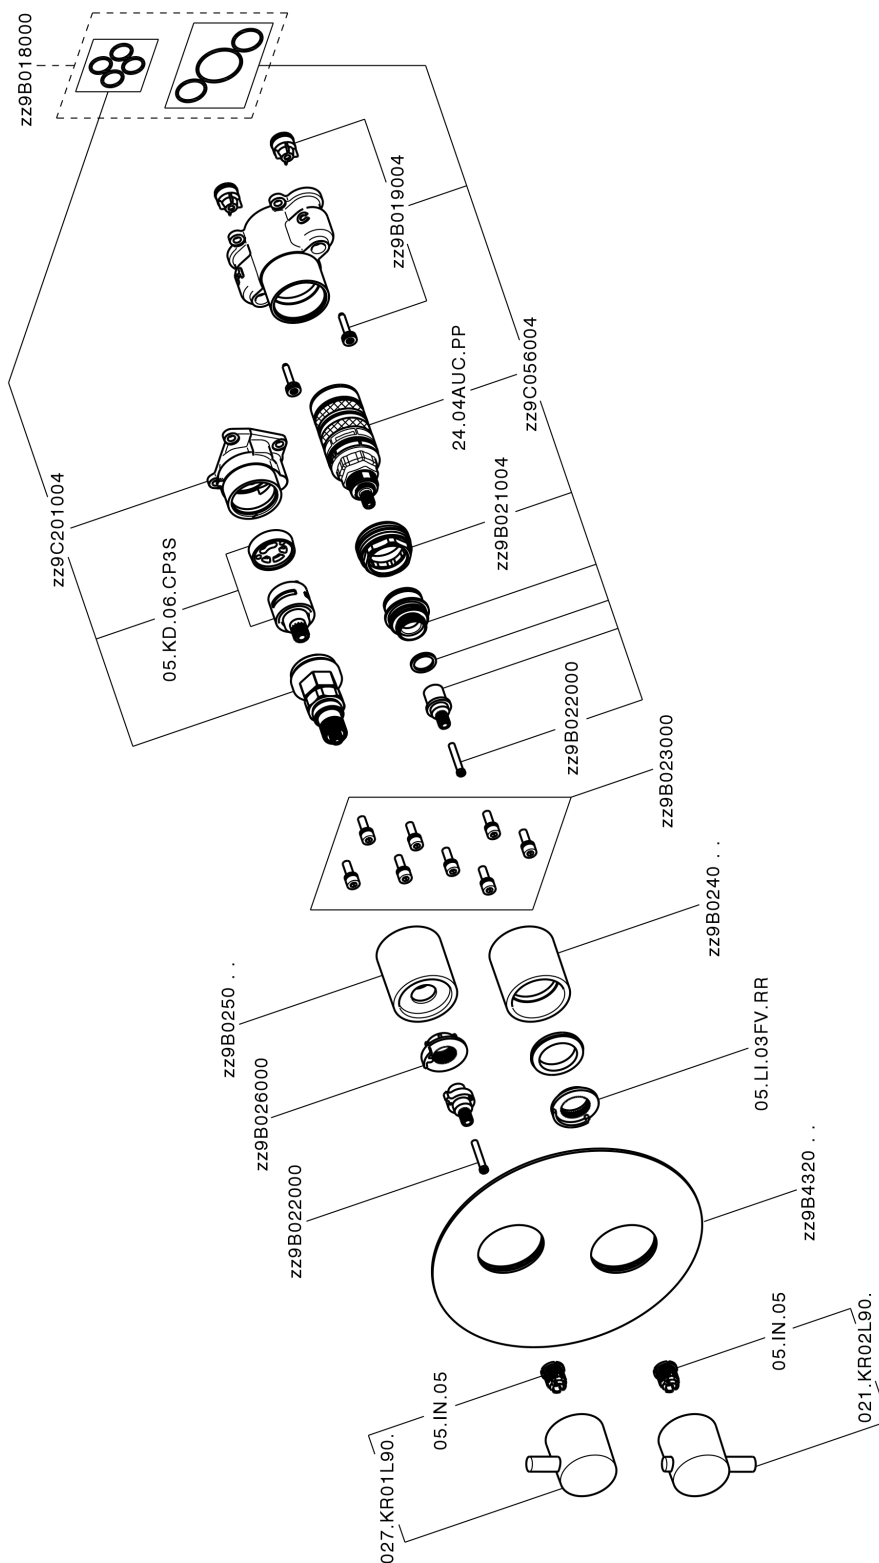 zz9B018000
zz9B019004
24.04AUC.PP
zz9C056004
zz9C201004
05.KD.06.CP3S
zz9B021004
zz9B022000
zz9B023000
zz9B0240 . .
zz9B0250 . .
zz9B026000
05.LI.03FV.RR
zz9B022000
zz9B4320 . .
05.IN.05
05.IN.05
027.KR01L90.
021.KR02L90.